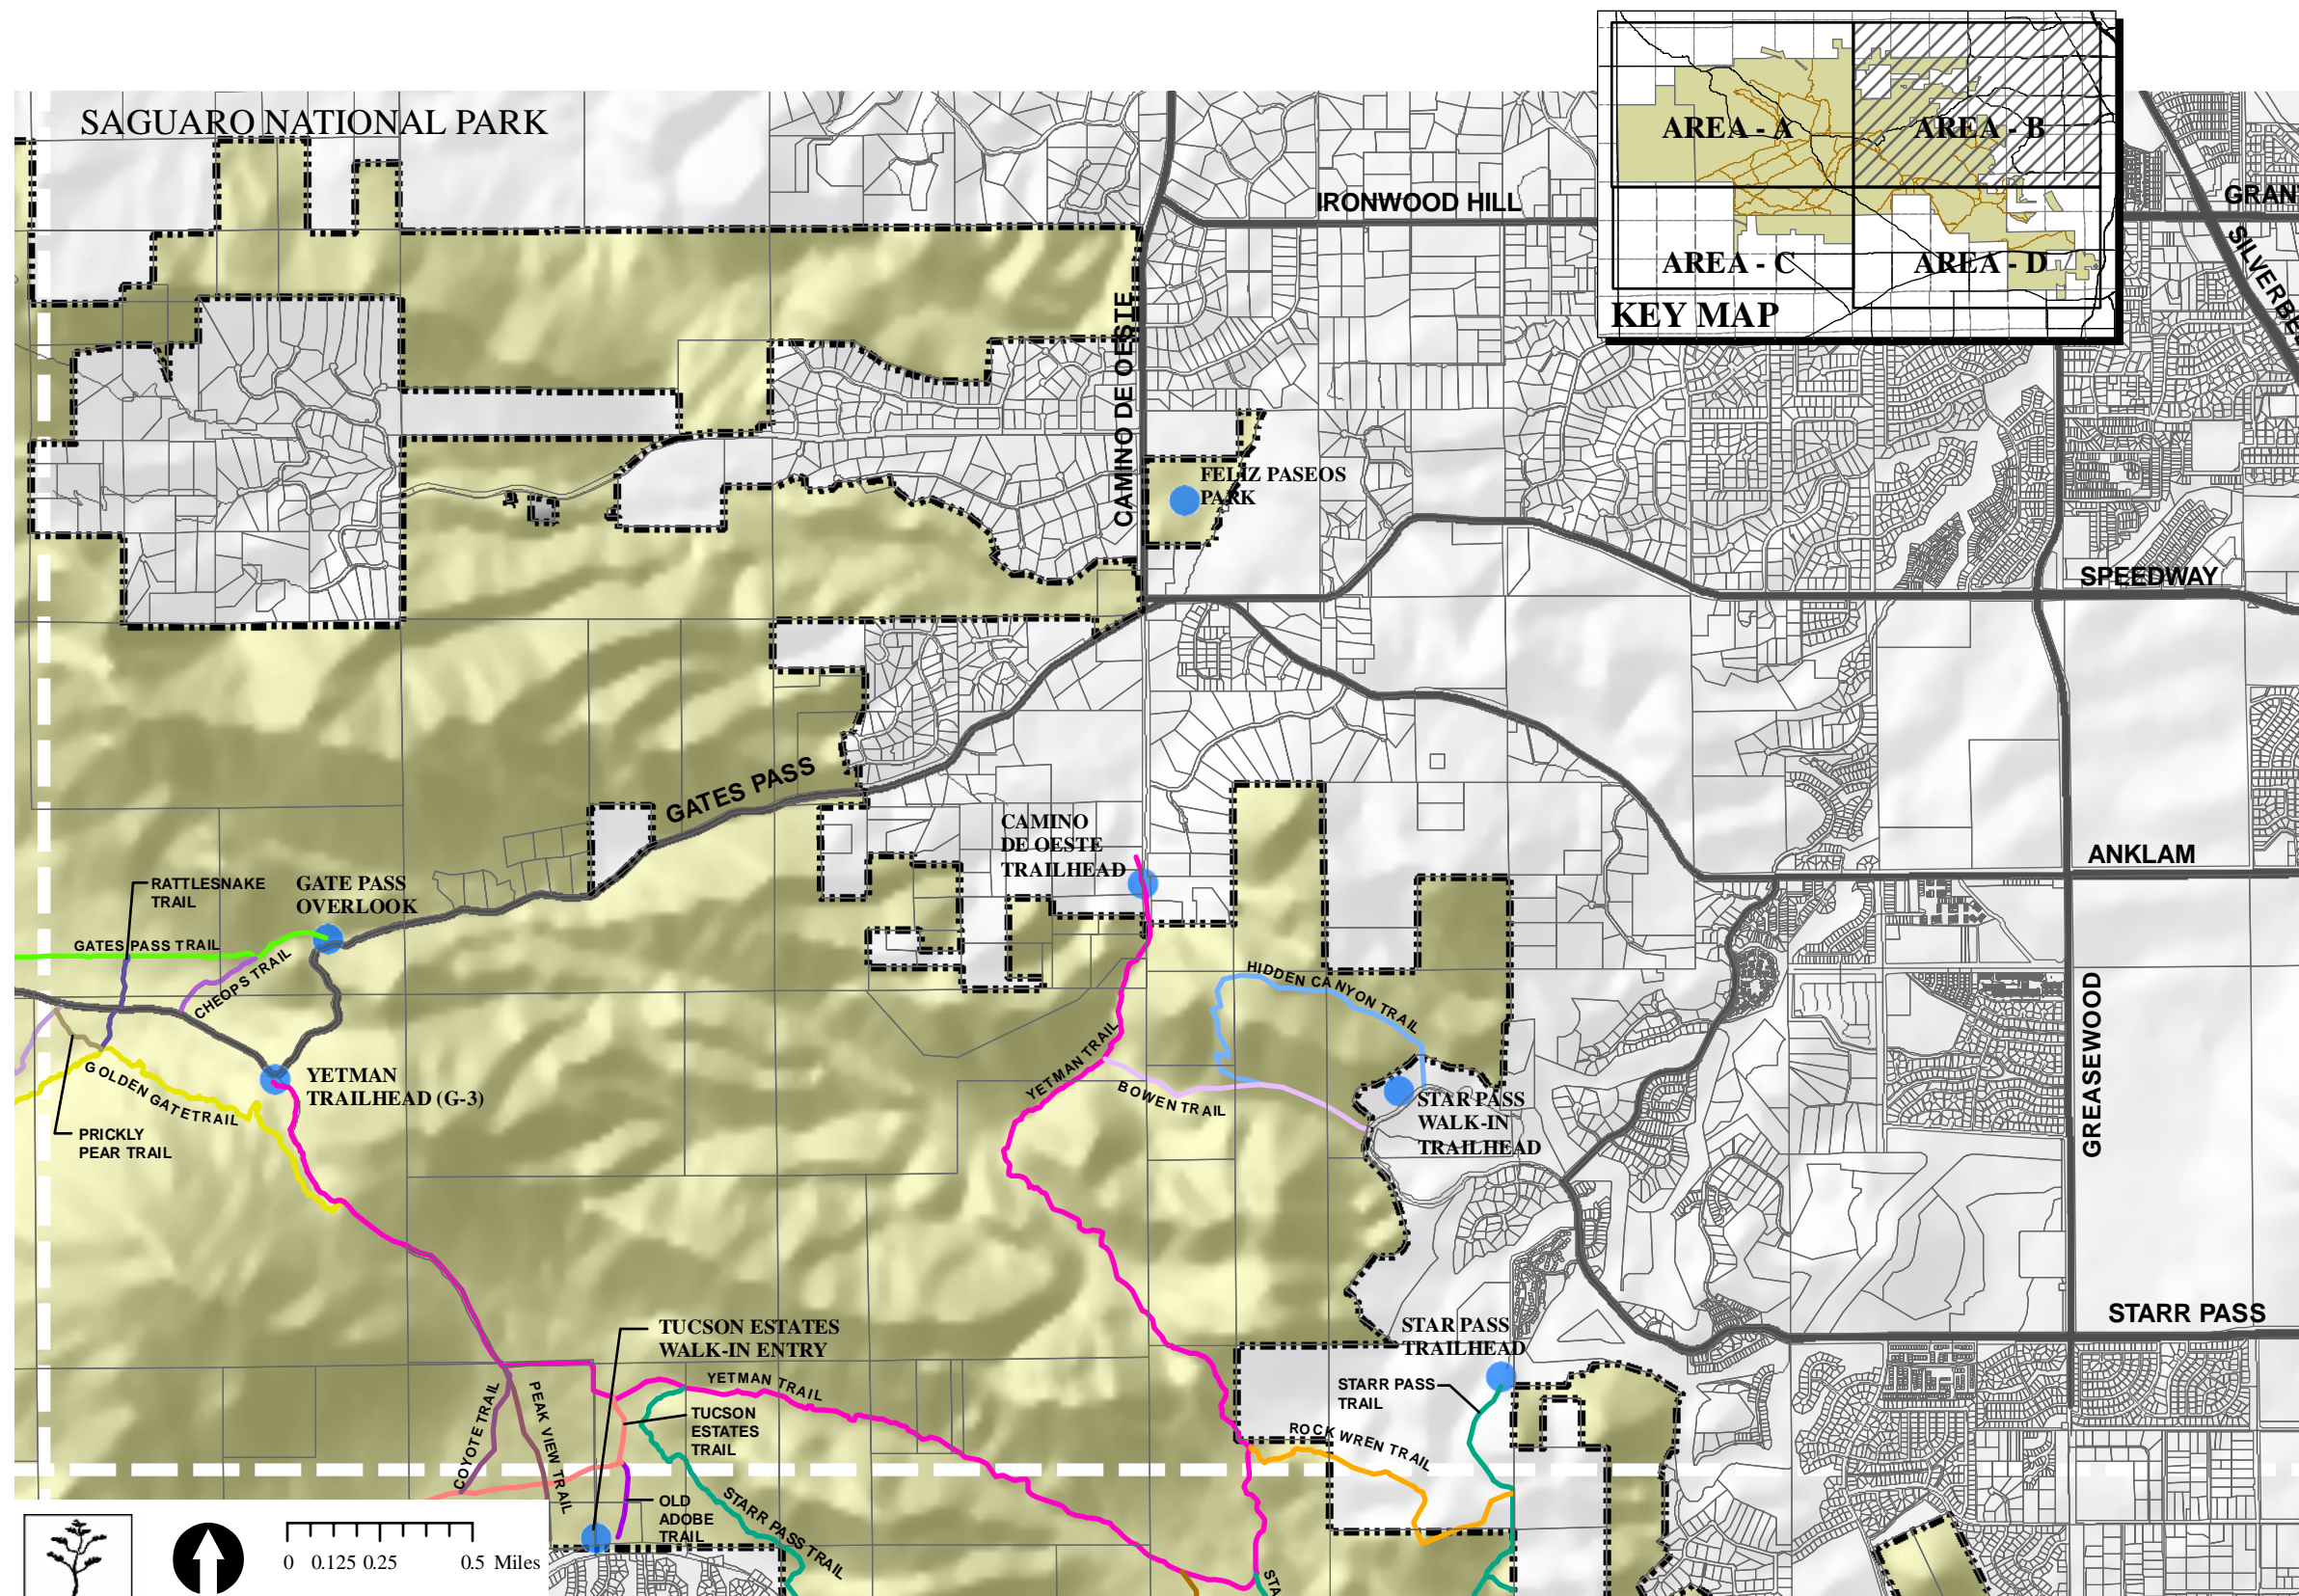 SAGUARO NATIONAL PARK
AREA - A
AREA - B
AREA - C
AREA - D
KEY MAP
IRONWOOD HILL
GRAN
SILVERBE
CAMINO DE OESTE
FELIZ PASEOS
PARK
SPEEDWAY
GATES PASS
CAMINO
DE OESTE
TRAILHEAD
ANKLAM
RATTLESNAKE
TRAIL
GATE PASS
OVERLOOK
GATES PASS TRAIL
CHEOPS TRAIL
HIDDEN CANYON TRAIL
GREASEWOOD
YETMAN TRAIL
GOLDEN GATE TRAIL
YETMAN
TRAILHEAD (G-3)
BOWEN TRAIL
STAR PASS
WALK-IN
TRAILHEAD
PRICKLY
PEAR TRAIL
STARR PASS
TUCSON ESTATES
WALK-IN ENTRY
STAR PASS
TRAILHEAD
YETMAN TRAIL
STARR PASS
TRAIL
COYOTE TRAIL
PEAK VIEW TRAIL
TUCSON
ESTATES
TRAIL
ROCK WREN TRAIL
OLD
ADOBE
TRAIL
STARR PASS TRAIL
STA
0 0.125 0.25 0.5 Miles